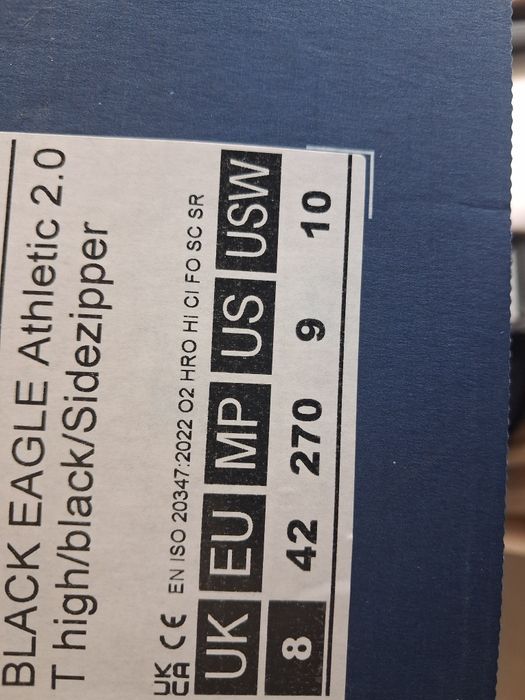 BLACK EAGLE Athletic 2.0
T high/black/Sidezipper
UK
CA CE EN ISO 20347:2022 O2 HRO HI CI FO SC SR
UK EU MP US USW
8 42 270 9 10